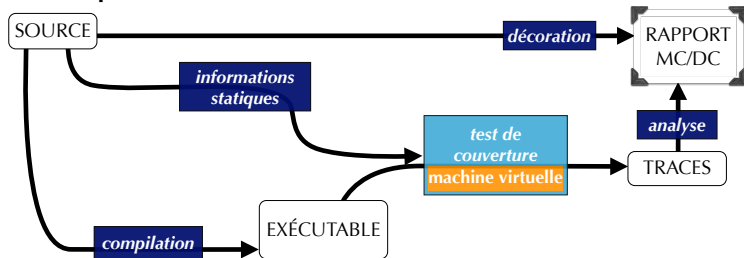 SOURCE
décoration
RAPPORT
MC/DC
informations
statiques
test de
couverture
machine virtuelle
analyse
TRACES
EXÉCUTABLE
compilation